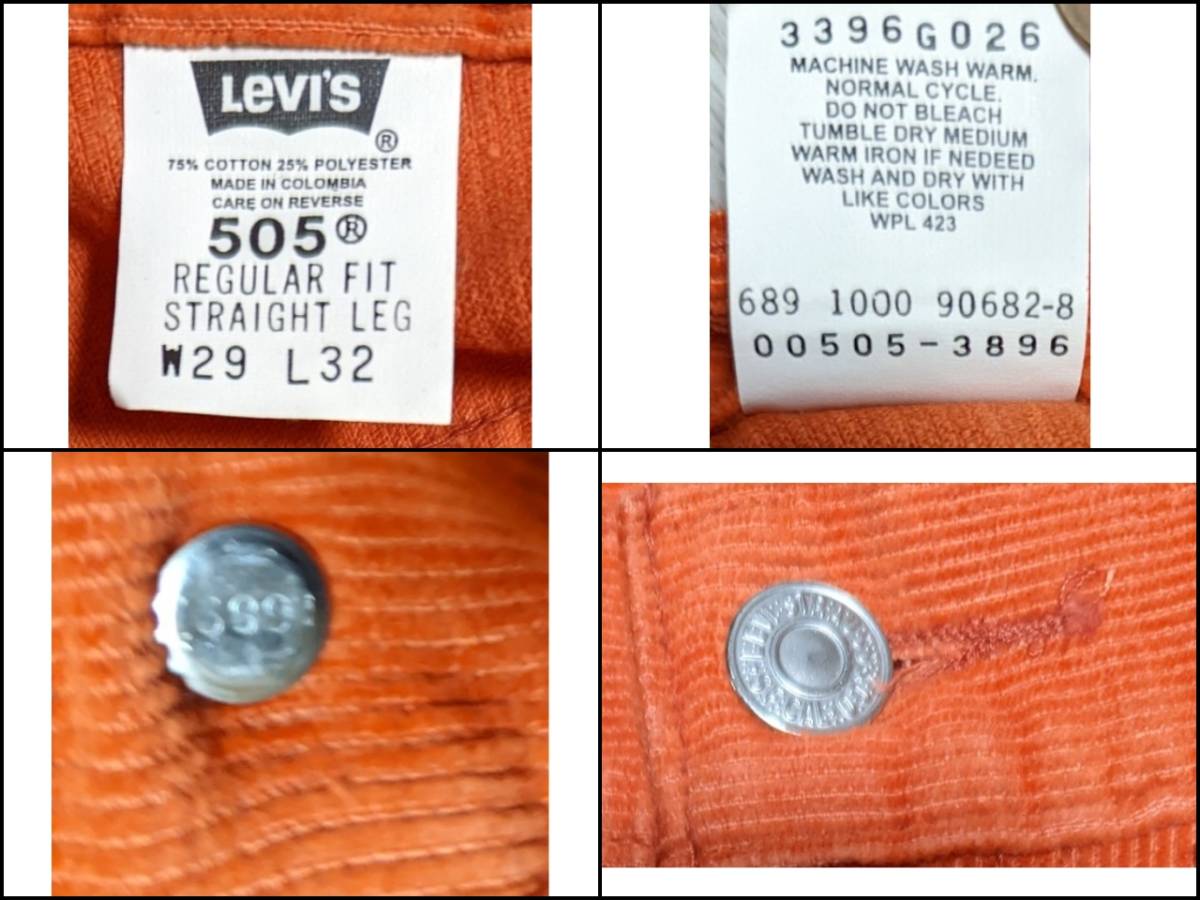 LEVI'S
®
75% COTTON 25% POLYESTER
MADE IN COLOMBIA
CARE ON REVERSE
505®
REGULAR FIT
STRAIGHT LEG
W29 L32
3396G026
MACHINE WASH WARM.
NORMAL CYCLE.
DO NOT BLEACH
TUMBLE DRY MEDIUM
WARM IRON IF NEDEED
WASH AND DRY WITH
LIKE COLORS
WPL 423
689 1000 90682-8
00505-3896